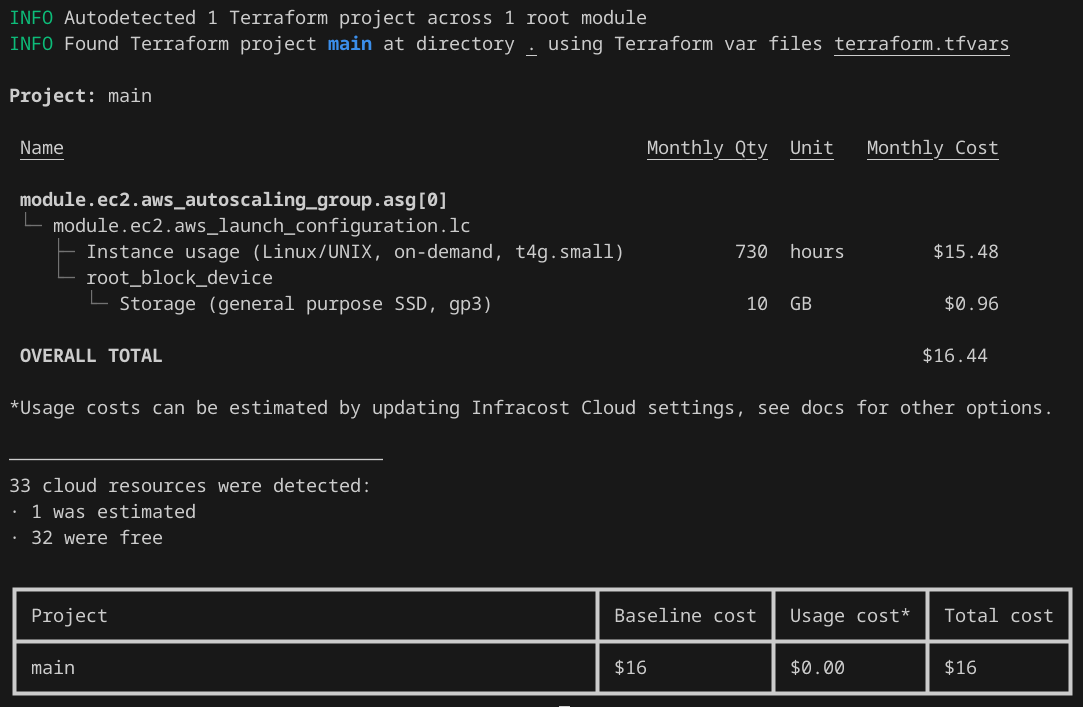 INFO Autodetected 1 Terraform project across 1 root module
INFO Found Terraform project main at directory . using Terraform var files terraform.tfvars
Project: main
Name Monthly Qty Unit Monthly Cost
module.ec2.aws_autoscaling_group.asg[0]
└─ module.ec2.aws_launch_configuration.lc
├─ Instance usage (Linux/UNIX, on-demand, t4g.small) 730 hours $15.48
└─ root_block_device
└─ Storage (general purpose SSD, gp3) 10 GB $0.96
OVERALL TOTAL $16.44
*Usage costs can be estimated by updating Infracost Cloud settings, see docs for other options.
──────────────────────────────────
33 cloud resources were detected:
∙ 1 was estimated
∙ 32 were free
Project Baseline cost Usage cost* Total cost
main $16 $0.00 $16